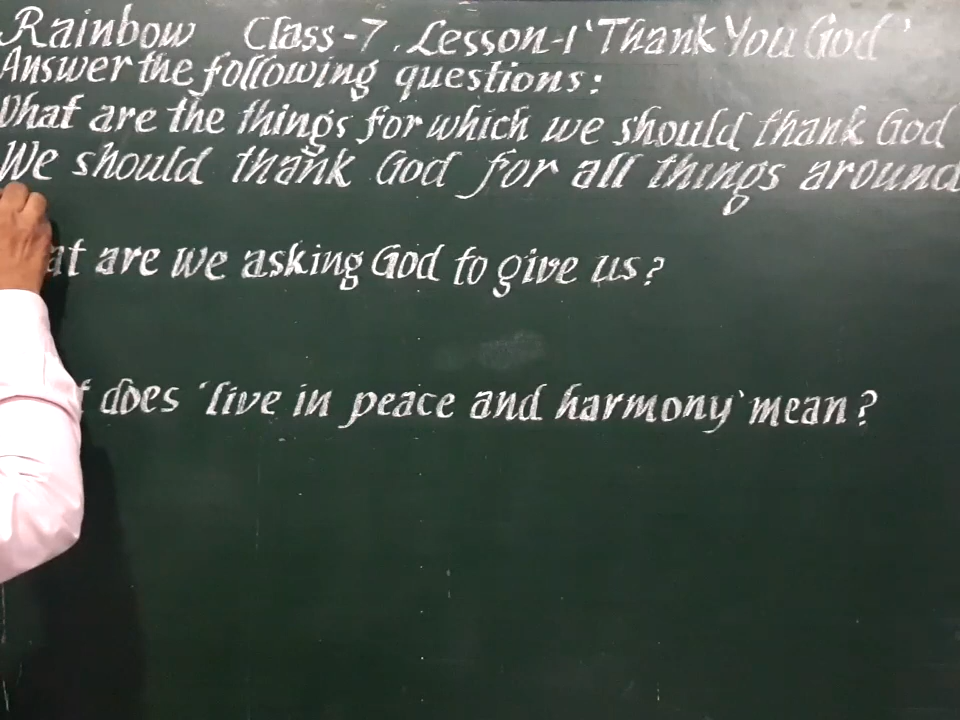 Rainbow Class-7. Lesson-1 'Thank You God'
Answer the following questions:
What are the things for which we should thank God
We should thank God for all things around
are we asking God to give us?
does 'live in peace and harmony' mean?